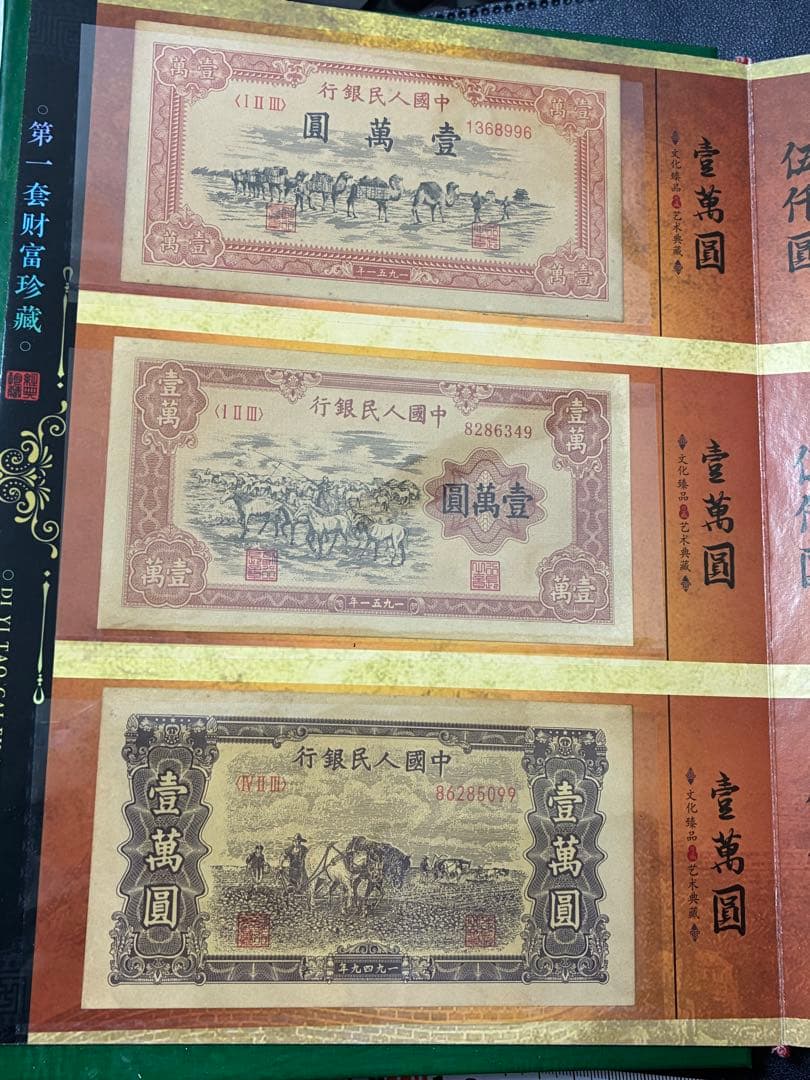 ○第一套财富珍藏○
○DI YI TAO CAI F
壹萬
壹萬
中國人民銀行
〈I II III〉
1368996
壹萬圓
壹萬
壹萬
一九五一年
壹萬圓
文化臻品
艺术典藏
伍仟圓
壹萬
壹萬
中國人民銀行
〈I II III〉
8286349
壹萬圓
壹萬
壹萬
一九五一年
壹萬圓
文化臻品
艺术典藏
中國人民銀行
〈IV II III〉
86285099
壹萬圓
壹萬圓
一九四九年
壹萬圓
文化臻品
艺术典藏